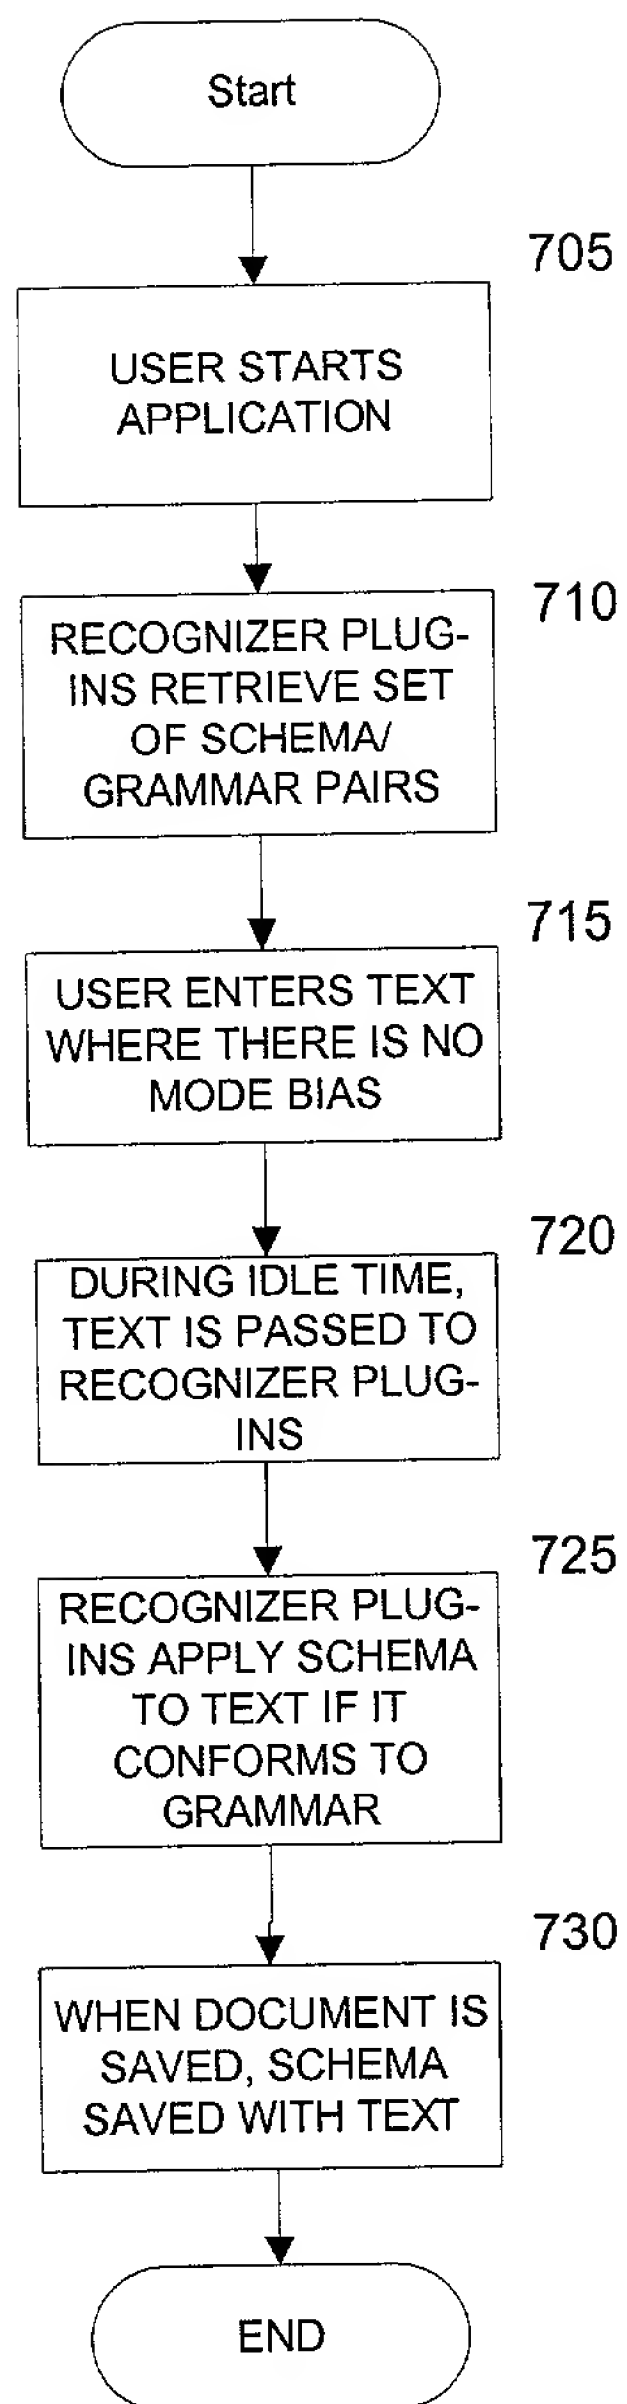 Start
705
USER STARTS
APPLICATION
710
RECOGNIZER PLUG-
INS RETRIEVE SET
OF SCHEMA/
GRAMMAR PAIRS
715
USER ENTERS TEXT
WHERE THERE IS NO
MODE BIAS
720
DURING IDLE TIME,
TEXT IS PASSED TO
RECOGNIZER PLUG-
INS
725
RECOGNIZER PLUG-
INS APPLY SCHEMA
TO TEXT IF IT
CONFORMS TO
GRAMMAR
730
WHEN DOCUMENT IS
SAVED, SCHEMA
SAVED WITH TEXT
END